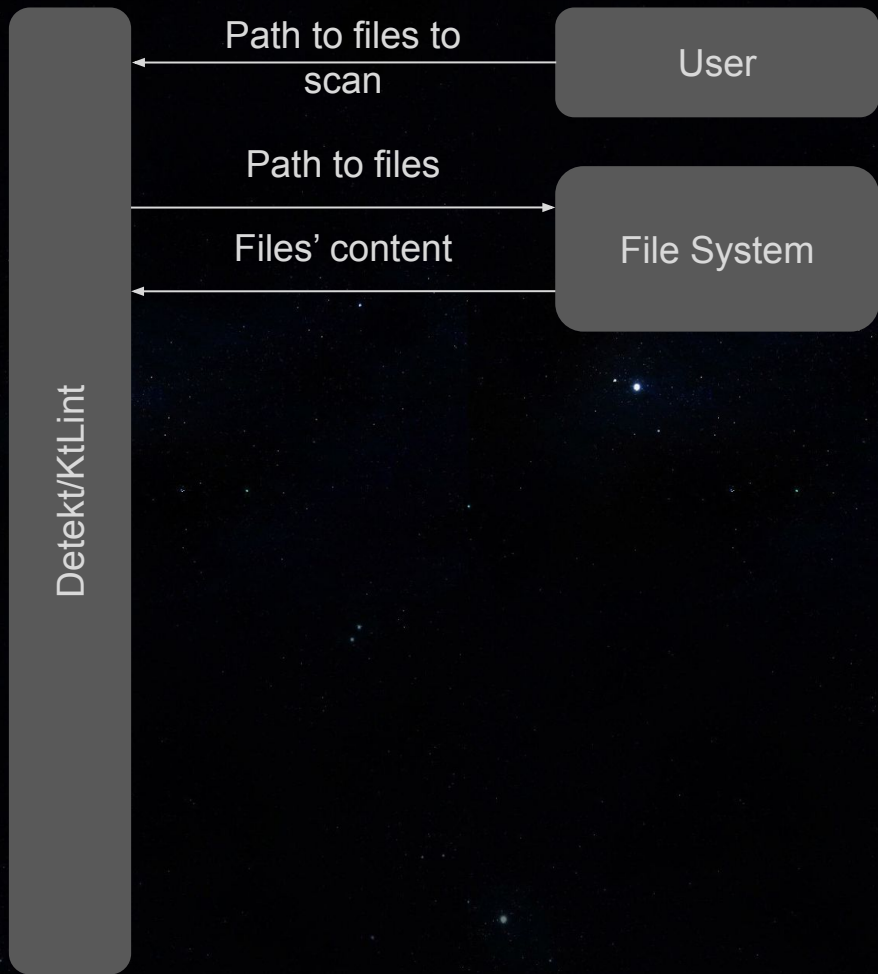 Path to files to
scan
User
Path to files
Files’ content
File System
Detekt/KtLint